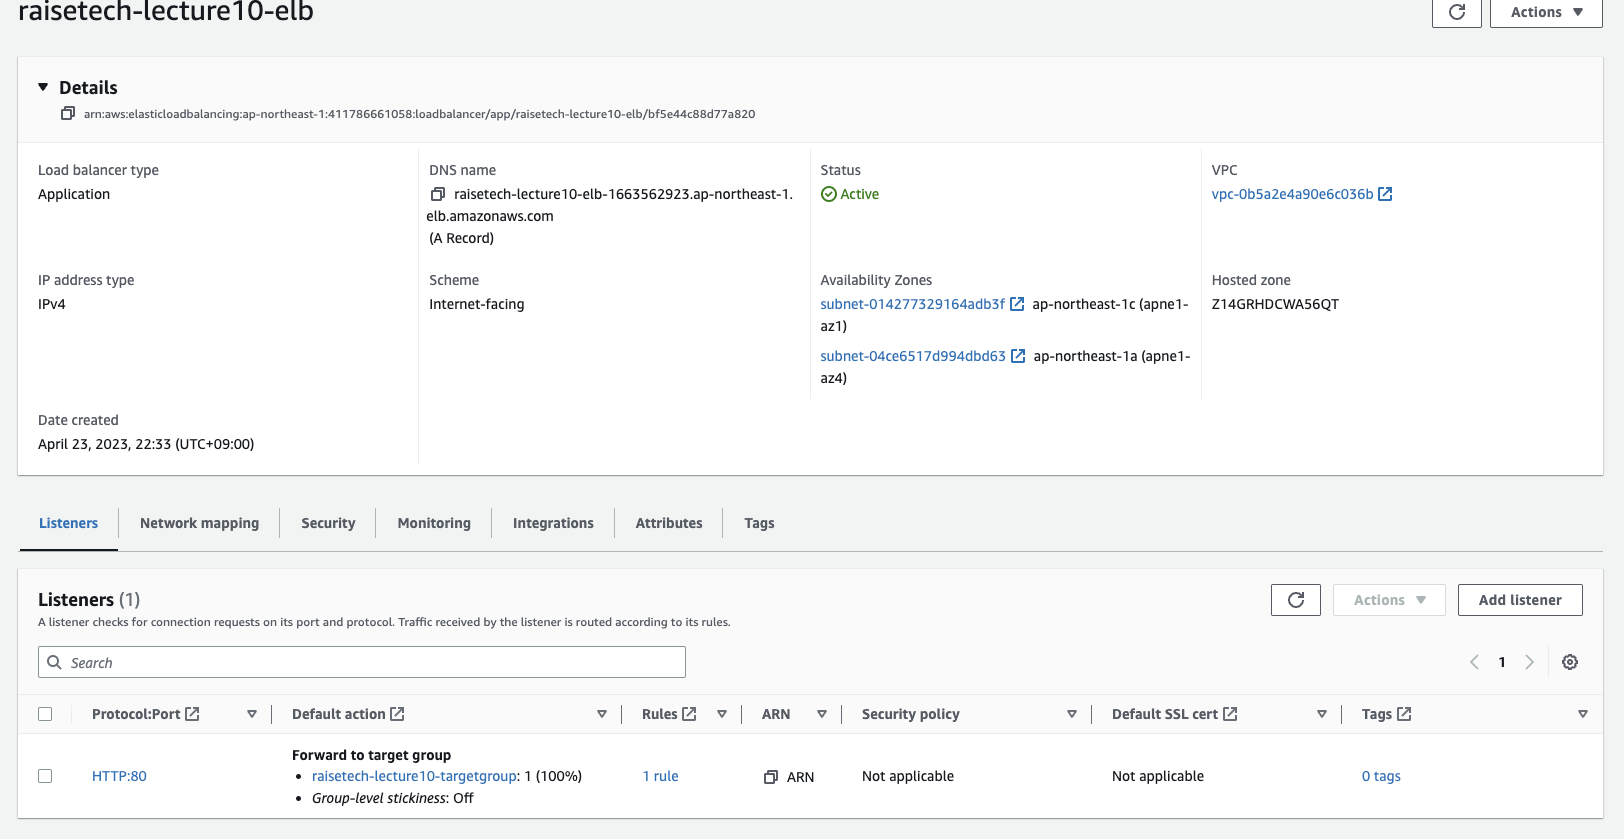 raisetech-lecture10-elb
Actions
Details
arn:aws:elasticloadbalancing:ap-northeast-1:411786661058:loadbalancer/app/raisetech-lecture10-elb/bf5e44c88d77a820
Load balancer type
Application
DNS name
raisetech-lecture10-elb-1663562923.ap-northeast-1.
elb.amazonaws.com
(A Record)
Status
Active
VPC
vpc-0b5a2e4a90e6c036b
IP address type
IPv4
Scheme
Internet-facing
Availability Zones
subnet-014277329164adb3f ap-northeast-1c (apne1-
az1)
subnet-04ce6517d994dbd63 ap-northeast-1a (apne1-
az4)
Hosted zone
Z14GRHDCWA56QT
Date created
April 23, 2023, 22:33 (UTC+09:00)
Listeners Network mapping Security Monitoring Integrations Attributes Tags
Listeners (1)
A listener checks for connection requests on its port and protocol. Traffic received by the listener is routed according to its rules.
Actions
Add listener
Search
1
Protocol:Port Default action Rules ARN Security policy Default SSL cert Tags
HTTP:80
Forward to target group
• raisetech-lecture10-targetgroup: 1 (100%)
• Group-level stickiness: Off
1 rule
ARN
Not applicable
Not applicable
0 tags